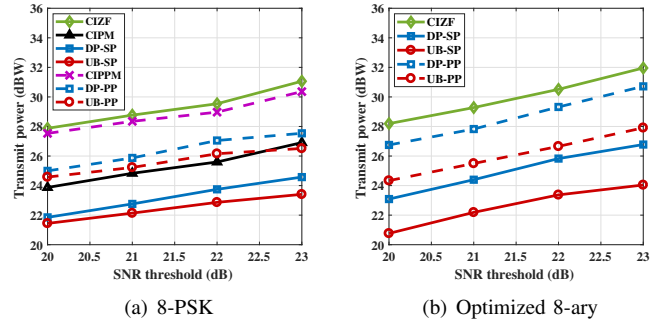 CIZF
CIPM
DP-SP
UB-SP
CIPPM
DP-PP
UB-PP
Transmit power (dBW)
36
34
32
30
28
26
24
22
20
20 20.5 21 21.5 22 22.5 23
SNR threshold (dB)
(a) 8-PSK
CIZF
DP-SP
UB-SP
DP-PP
UB-PP
Transmit power (dBW)
36
34
32
30
28
26
24
22
20
20 20.5 21 21.5 22 22.5 23
SNR threshold (dB)
(b) Optimized 8-ary